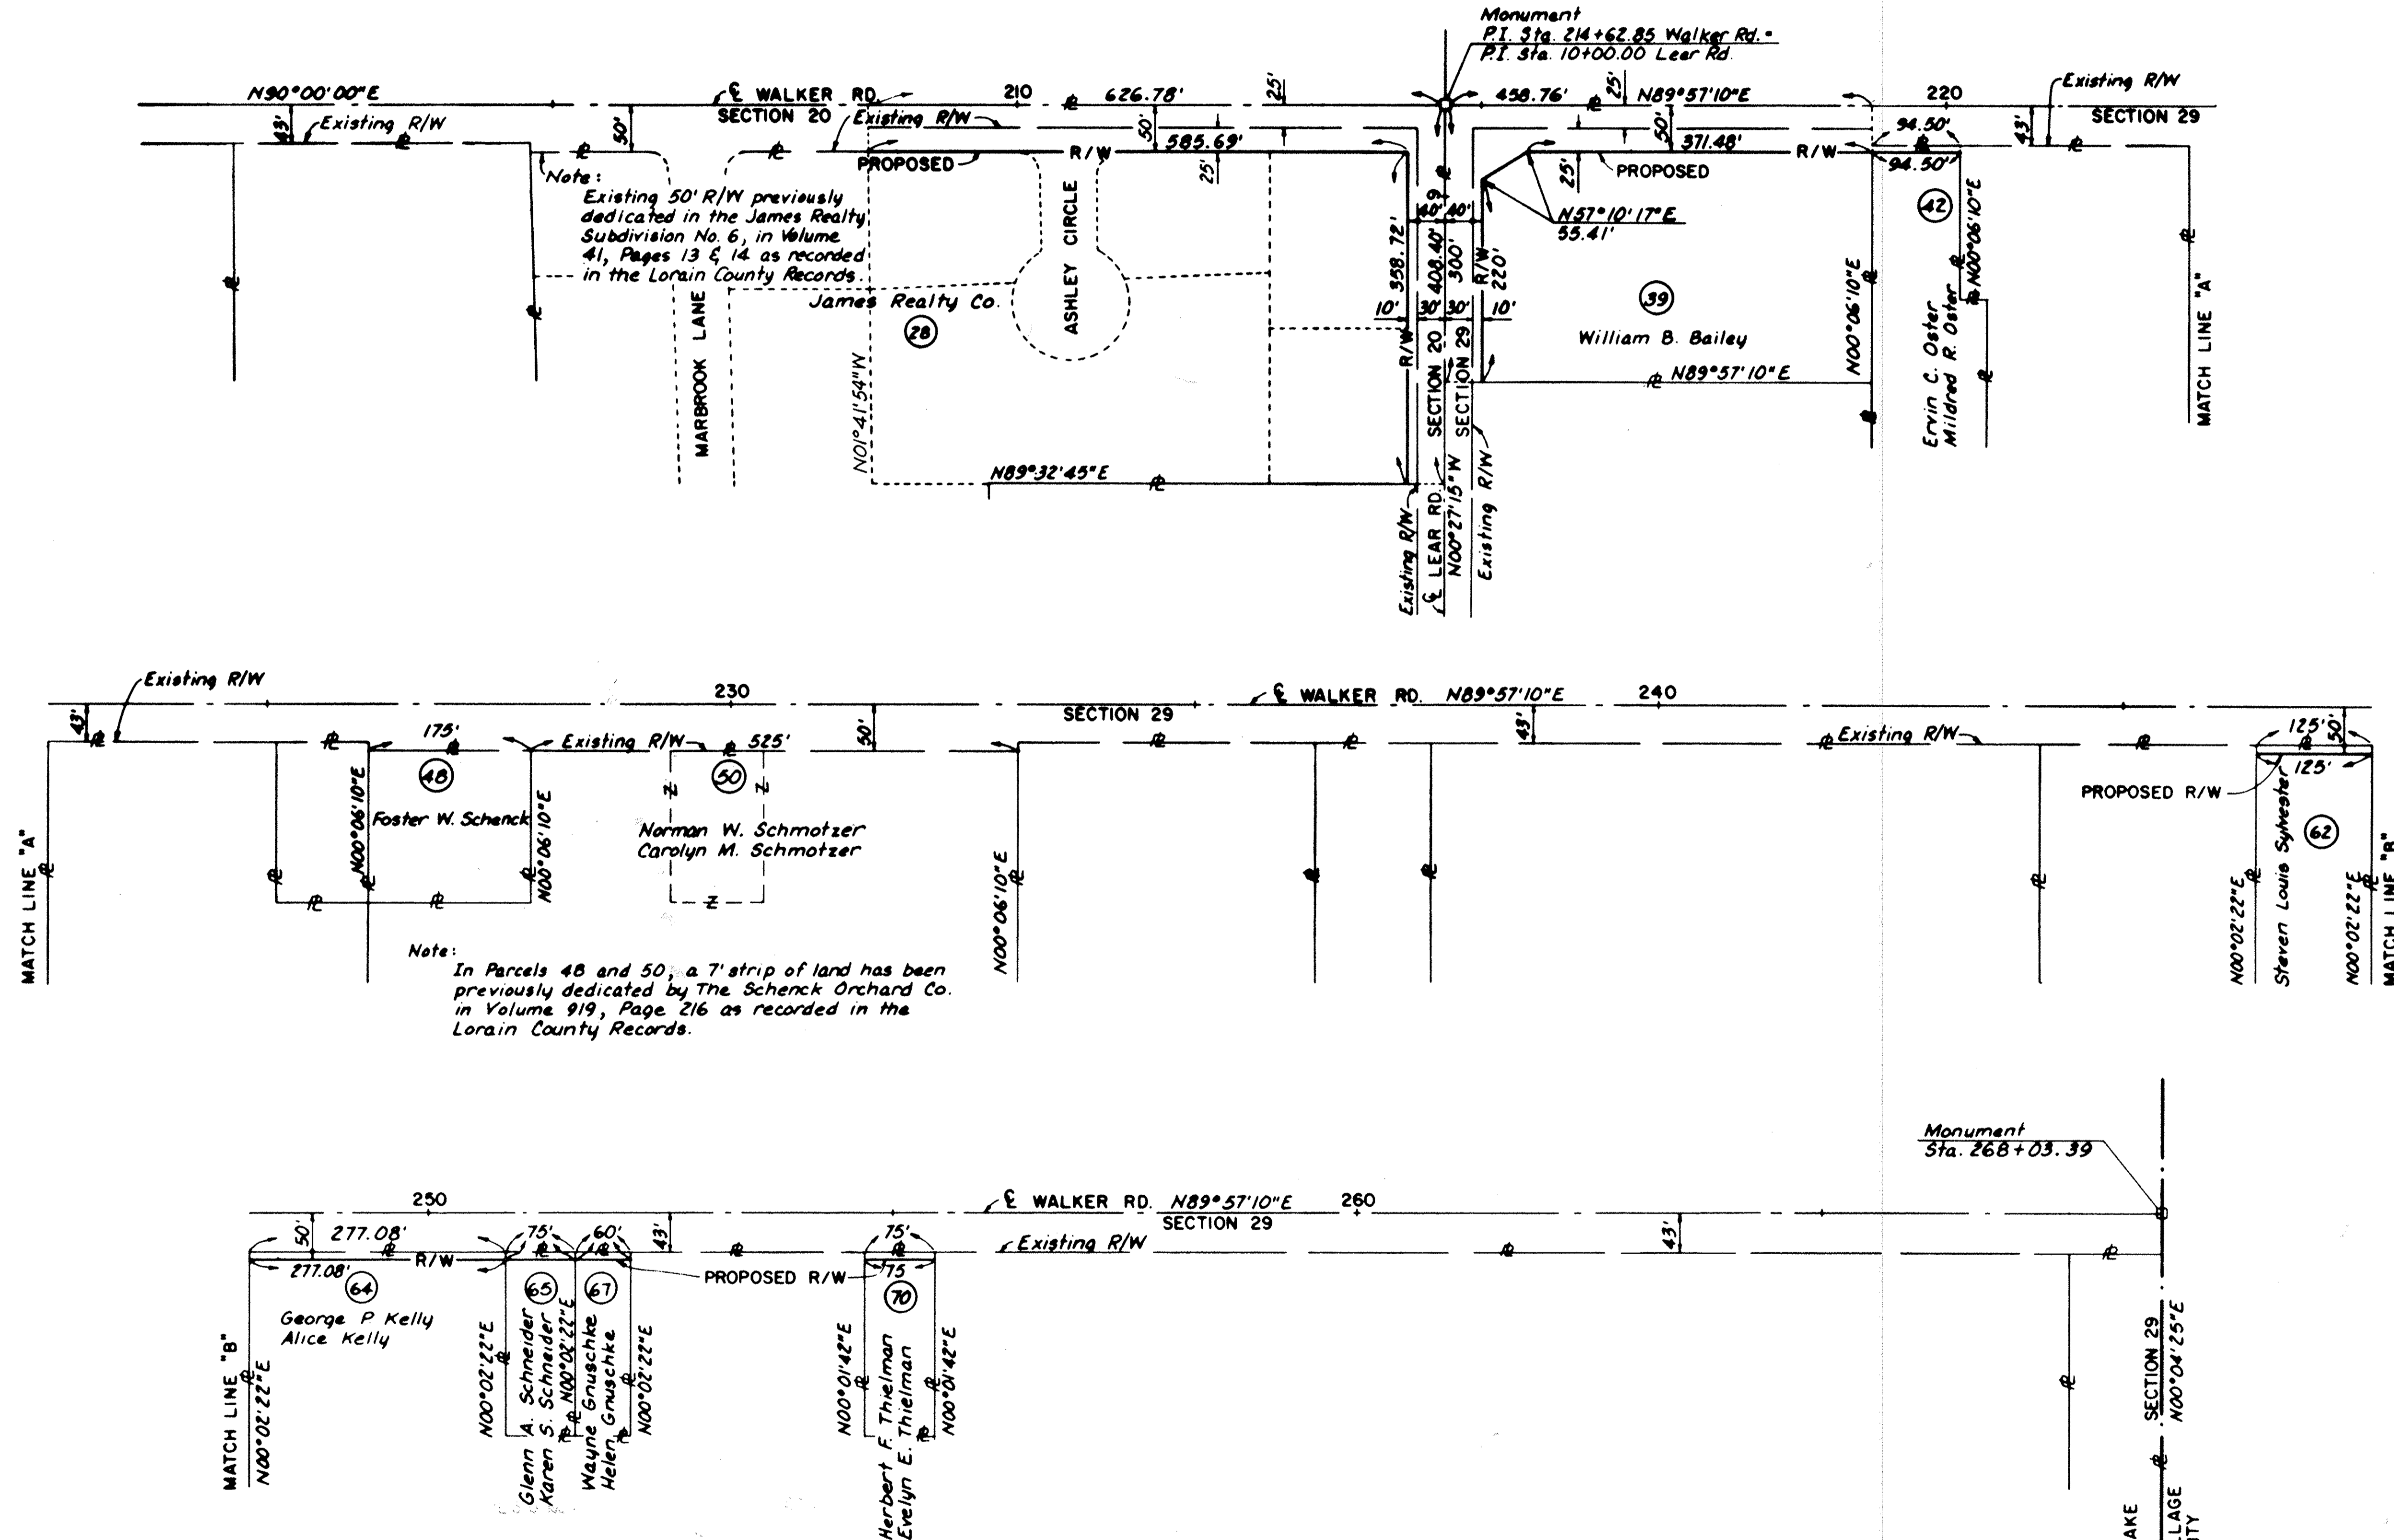 Monument
P.I. Sta. 214+62.85 Walker Rd. =
P.I. Sta. 10+00.00 Lear Rd.
N90°00'00"E
43'
Existing R/W
50'
℄ WALKER RD.
SECTION 20
Existing R/W
210
626.78'
25'
50'
585.69'
25'
PROPOSED
R/W
458.76'
25'
N89°57'10"E
220
Existing R/W
SECTION 29
94.50'
43'
50'
371.48'
R/W
94.50'
25'
PROPOSED
Note:
Existing 50' R/W previously
dedicated in the James Realty
Subdivision No. 6, in Volume
41, Pages 13 & 14 as recorded
in the Lorain County Records.
MARBROOK LANE
James Realty Co.
28
ASHLEY CIRCLE
N01°41'54"W
N89°32'45"E
9
40'
40'
358.72'
408.40'
300'
R/W
220'
10'
30'
30'
10'
R/W
SECTION 20
SECTION 29
Existing R/W
℄ LEAR RD.
N00°27'15"W
Existing R/W
N57°10'17"E
55.41'
39
William B. Bailey
N89°57'10"E
N00°06'10"E
42
N00°06'10"E
Ervin C. Oster
Mildred R. Oster
MATCH LINE "A"
Existing R/W
43'
230
SECTION 29
℄ WALKER RD. N89°57'10"E
240
175'
Existing R/W
525'
50'
43'
Existing R/W
125'
50'
125'
PROPOSED R/W
MATCH LINE "A"
N00°06'10"E
48
Foster W. Schenck
N00°06'10"E
50
Norman W. Schmotzer
Carolyn M. Schmotzer
Z
Z
Z
N00°06'10"E
N00°02'22"E
Steven Louis Sylvester
62
N00°02'22"E
MATCH LINE "B"
Note:
In Parcels 48 and 50, a 7' strip of land has been
previously dedicated by The Schenck Orchard Co.
in Volume 919, Page 216 as recorded in the
Lorain County Records.
Monument
Sta. 268+03.39
250
℄ WALKER RD. N89°57'10"E
260
SECTION 29
50'
277.08'
75'
60'
43'
75'
Existing R/W
43'
277.08'
R/W
PROPOSED R/W
75
64
George P. Kelly
Alice Kelly
65
67
70
MATCH LINE "B"
N00°02'22"E
N00°02'22"E
Glenn A. Schneider
Karen S. Schneider
N00°02'22"E
Wayne Gnuschke
Helen Gnuschke
N00°02'22"E
N00°01'42"E
Herbert F. Thielman
Evelyn E. Thielman
N00°01'42"E
SECTION 29
N00°04'25"E
AKE
LLAGE